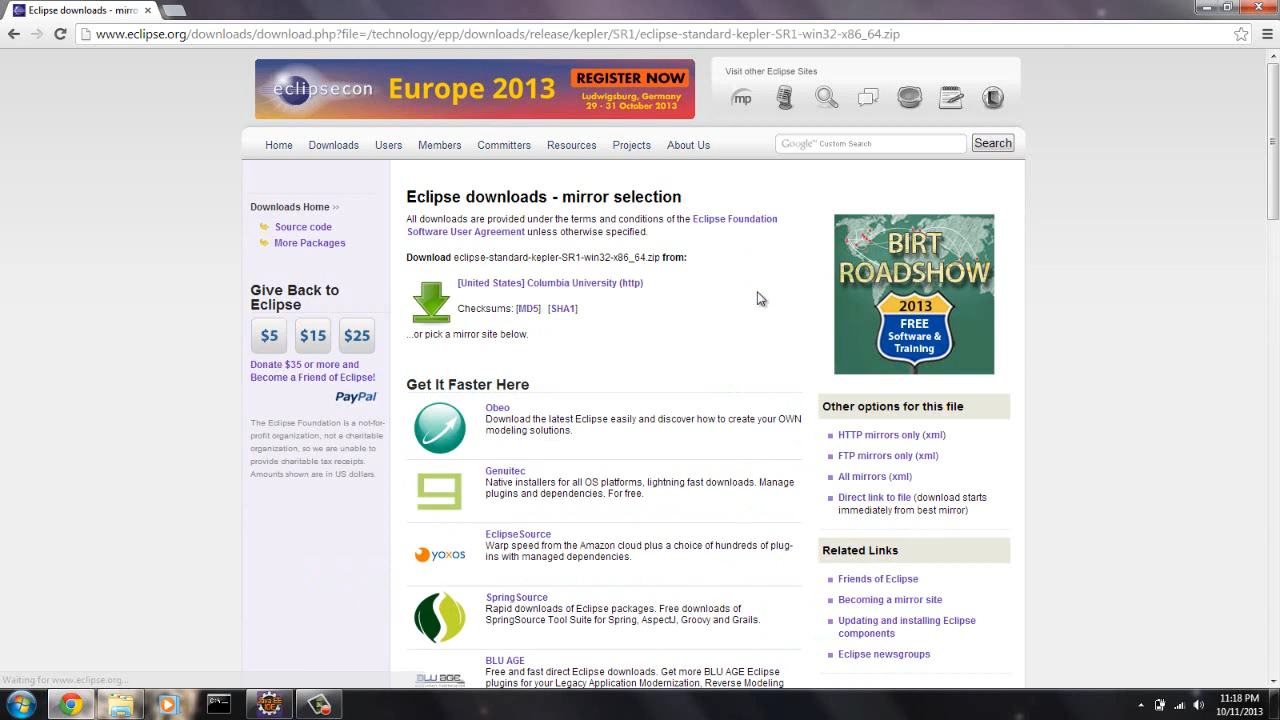 Eclipse downloads - mirro
www.eclipse.org/downloads/download.php?file=/technology/epp/downloads/release/kepler/SR1/eclipse-standard-kepler-SR1-win32-x86_64.zip
eclipsecon Europe 2013
REGISTER NOW
Ludwigsburg, Germany
29 - 31 October 2013
Visit other Eclipse Sites
mp
Home Downloads Users Members Committers Resources Projects About Us
Google™ Custom Search
Search
Downloads Home >>
Source code
More Packages
Give Back to
Eclipse
$5 $15 $25
Donate $35 or more and
Become a Friend of Eclipse!
PayPal
The Eclipse Foundation is a not-for-
profit organization, not a charitable
organization, so we are unable to
provide charitable tax receipts.
Amounts shown are in US dollars.
Eclipse downloads - mirror selection
All downloads are provided under the terms and conditions of the Eclipse Foundation
Software User Agreement unless otherwise specified.
Download eclipse-standard-kepler-SR1-win32-x86_64.zip from:
[United States] Columbia University (http)
Checksums: [MD5] [SHA1]
...or pick a mirror site below.
Get It Faster Here
Obeo
Download the latest Eclipse easily and discover how to create your OWN
modeling solutions.
Genuitec
Native installers for all OS platforms, lightning fast downloads. Manage
plugins and dependencies. For free.
yoxos
EclipseSource
Warp speed from the Amazon cloud plus a choice of hundreds of plug-
ins with managed dependencies.
SpringSource
Rapid downloads of Eclipse packages. Free downloads of
SpringSource Tool Suite for Spring, AspectJ, Groovy and Grails.
BLU AGE
BLU AGE
Free and fast direct Eclipse downloads. Get more BLU AGE Eclipse
plugins for your Legacy Application Modernization, Reverse Modeling
BIRT
ROADSHOW
2013
FREE
Software &
Training
Other options for this file
HTTP mirrors only (xml)
FTP mirrors only (xml)
All mirrors (xml)
Direct link to file (download starts
immediately from best mirror)
Related Links
Friends of Eclipse
Becoming a mirror site
Updating and installing Eclipse
components
Eclipse newsgroups
Waiting for www.eclipse.org...
Java EE
11:18 PM
10/11/2013